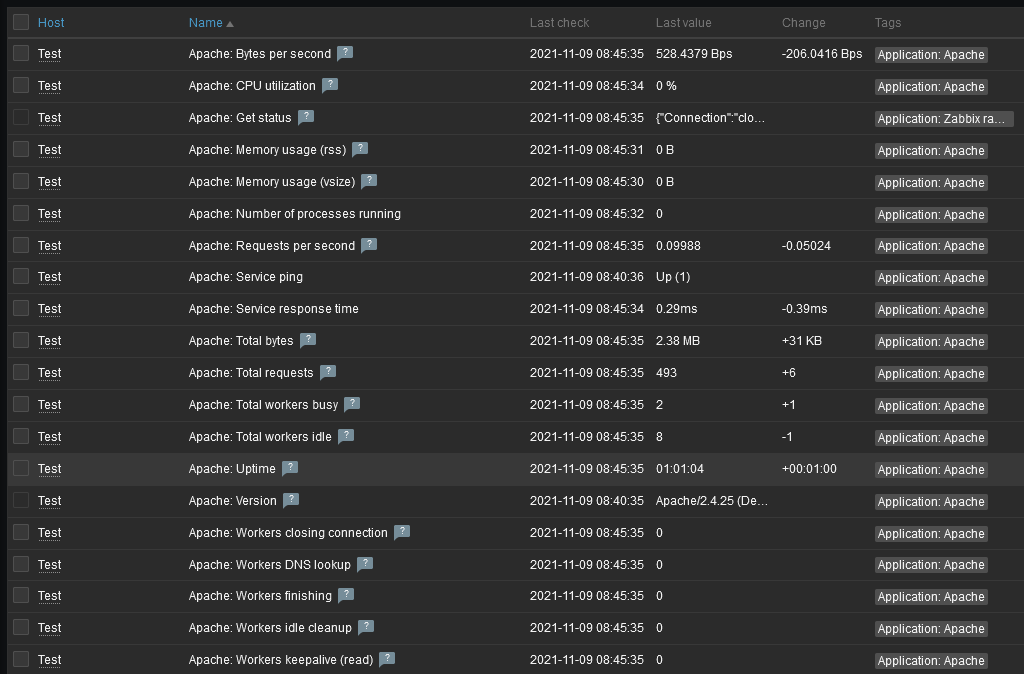 Host Name Last check Last value Change Tags
Test Apache: Bytes per second ? 2021-11-09 08:45:35 528.4379 Bps -206.0416 Bps Application: Apache
Test Apache: CPU utilization ? 2021-11-09 08:45:34 0 % Application: Apache
Test Apache: Get status ? 2021-11-09 08:45:35 {"Connection":"clo... Application: Zabbix ra...
Test Apache: Memory usage (rss) ? 2021-11-09 08:45:31 0 B Application: Apache
Test Apache: Memory usage (vsize) ? 2021-11-09 08:45:30 0 B Application: Apache
Test Apache: Number of processes running 2021-11-09 08:45:32 0 Application: Apache
Test Apache: Requests per second ? 2021-11-09 08:45:35 0.09988 -0.05024 Application: Apache
Test Apache: Service ping 2021-11-09 08:40:36 Up (1) Application: Apache
Test Apache: Service response time 2021-11-09 08:45:34 0.29ms -0.39ms Application: Apache
Test Apache: Total bytes ? 2021-11-09 08:45:35 2.38 MB +31 KB Application: Apache
Test Apache: Total requests ? 2021-11-09 08:45:35 493 +6 Application: Apache
Test Apache: Total workers busy ? 2021-11-09 08:45:35 2 +1 Application: Apache
Test Apache: Total workers idle ? 2021-11-09 08:45:35 8 -1 Application: Apache
Test Apache: Uptime ? 2021-11-09 08:45:35 01:01:04 +00:01:00 Application: Apache
Test Apache: Version ? 2021-11-09 08:40:35 Apache/2.4.25 (De... Application: Apache
Test Apache: Workers closing connection ? 2021-11-09 08:45:35 0 Application: Apache
Test Apache: Workers DNS lookup ? 2021-11-09 08:45:35 0 Application: Apache
Test Apache: Workers finishing ? 2021-11-09 08:45:35 0 Application: Apache
Test Apache: Workers idle cleanup ? 2021-11-09 08:45:35 0 Application: Apache
Test Apache: Workers keepalive (read) ? 2021-11-09 08:45:35 0 Application: Apache